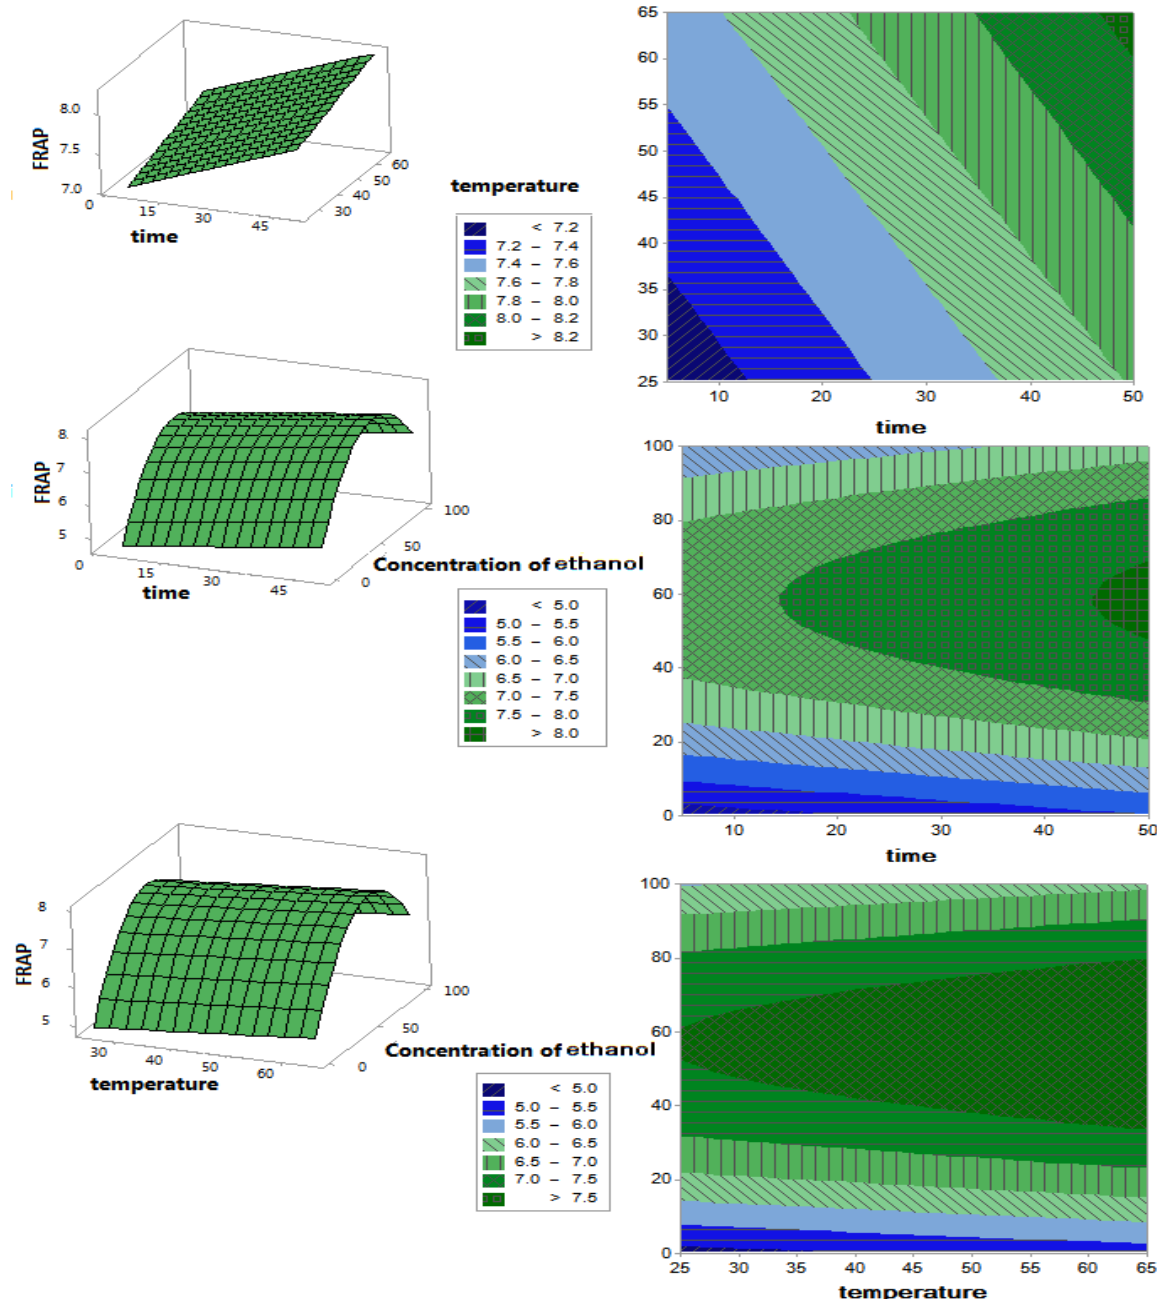 8.0
7.5
7.0
FRAP
0
15
30
45
time
30
40
50
60
temperature
< 7.2
7.2 – 7.4
7.4 – 7.6
7.6 – 7.8
7.8 – 8.0
8.0 – 8.2
> 8.2
65
60
55
50
45
40
35
30
25
10
20
30
40
50
time
8
7
6
5
FRAP
0
15
30
45
time
0
50
100
Concentration of ethanol
< 5.0
5.0 – 5.5
5.5 – 6.0
6.0 – 6.5
6.5 – 7.0
7.0 – 7.5
7.5 – 8.0
> 8.0
100
80
60
40
20
0
10
20
30
40
50
time
8
7
6
5
FRAP
30
40
50
60
temperature
0
50
100
Concentration of ethanol
< 5.0
5.0 – 5.5
5.5 – 6.0
6.0 – 6.5
6.5 – 7.0
7.0 – 7.5
> 7.5
100
80
60
40
20
0
25
30
35
40
45
50
55
60
65
temperature